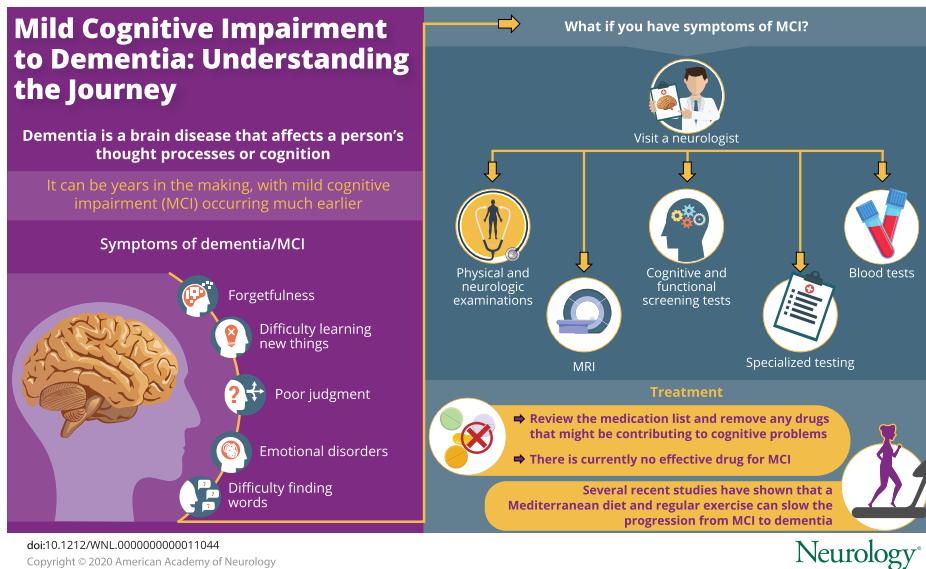 Mild Cognitive Impairment
to Dementia: Understanding
the Journey
Dementia is a brain disease that affects a person's
thought processes or cognition
It can be years in the making, with mild cognitive
impairment (MCI) occurring much earlier
Symptoms of dementia/MCI
Forgetfulness
Difficulty learning
new things
Poor judgment
Emotional disorders
Difficulty finding
words
What if you have symptoms of MCI?
Visit a neurologist
Physical and
neurologic
examinations
MRI
Cognitive and
functional
screening tests
Specialized testing
Blood tests
Treatment
Review the medication list and remove any drugs
that might be contributing to cognitive problems
There is currently no effective drug for MCI
Several recent studies have shown that a
Mediterranean diet and regular exercise can slow the
progression from MCI to dementia
doi:10.1212/WNL.0000000000011044
Copyright © 2020 American Academy of Neurology
Neurology®